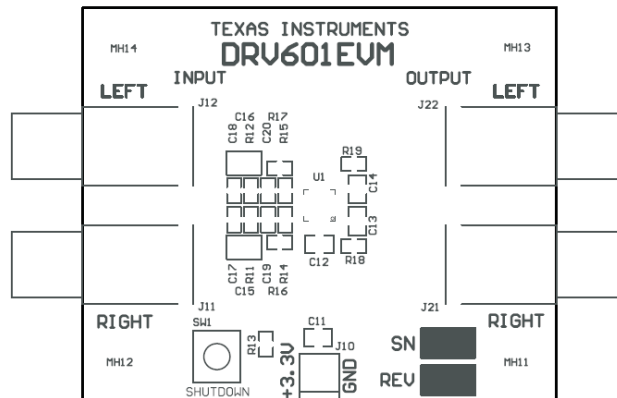 TEXAS INSTRUMENTS
DRV601EVM
MH14
MH13
INPUT
OUTPUT
LEFT
LEFT
J12
J22
C18
C16
R12
C20
R17
R15
R19
U1
C14
C13
C12
R18
C17
R11
C15
C19
R14
R16
J11
J21
RIGHT
RIGHT
SW1
R13
C11
J10
SN
MH12
MH11
+3.3V
GND
REV
SHUTDOWN